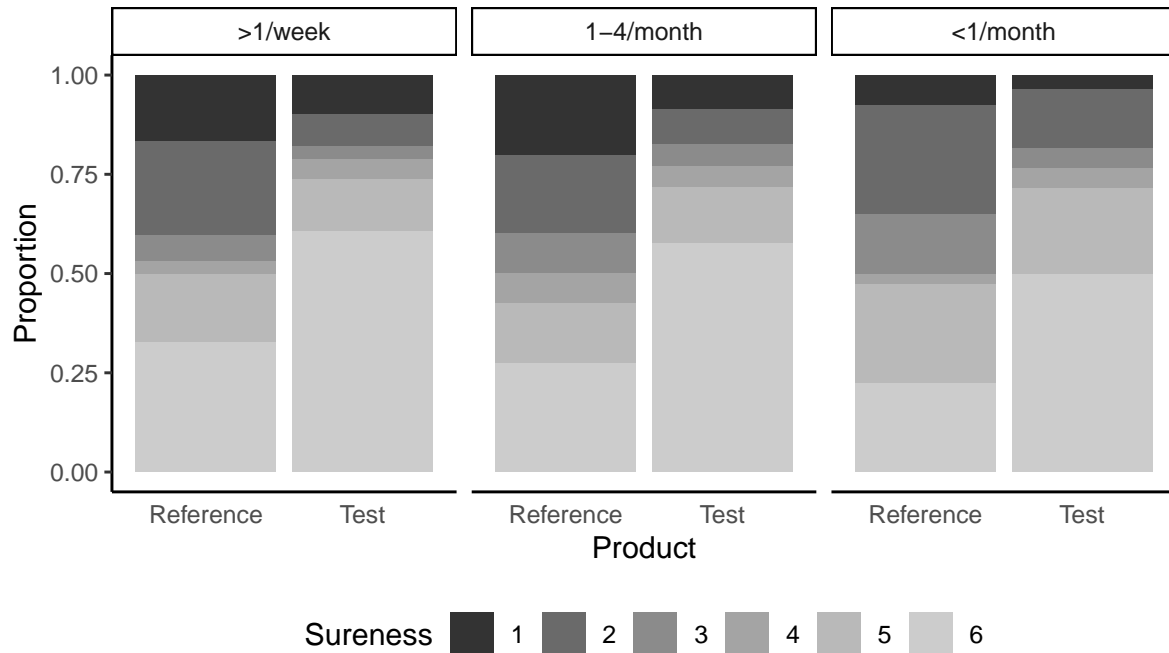 >1/week 1−4/month <1/month
1.00
0.75
0.50
0.25
0.00
Proportion
Reference Test Reference Test Reference Test
Product
Sureness 1 2 3 4 5 6